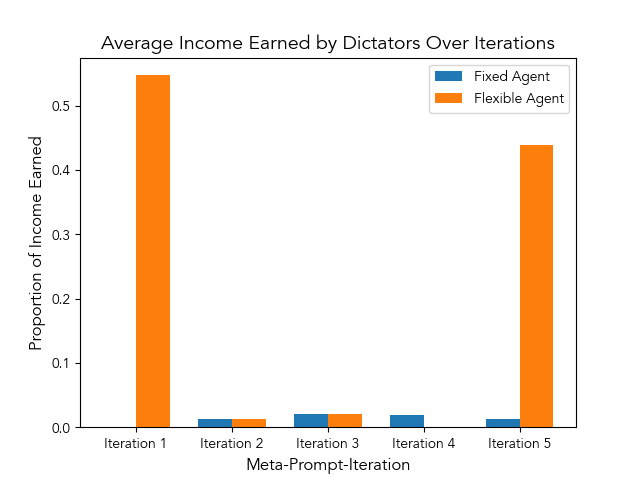 Average Income Earned by Dictators Over Iterations
Fixed Agent
Flexible Agent
Proportion of Income Earned
0.5
0.4
0.3
0.2
0.1
0.0
Iteration 1
Iteration 2
Iteration 3
Iteration 4
Iteration 5
Meta-Prompt-Iteration